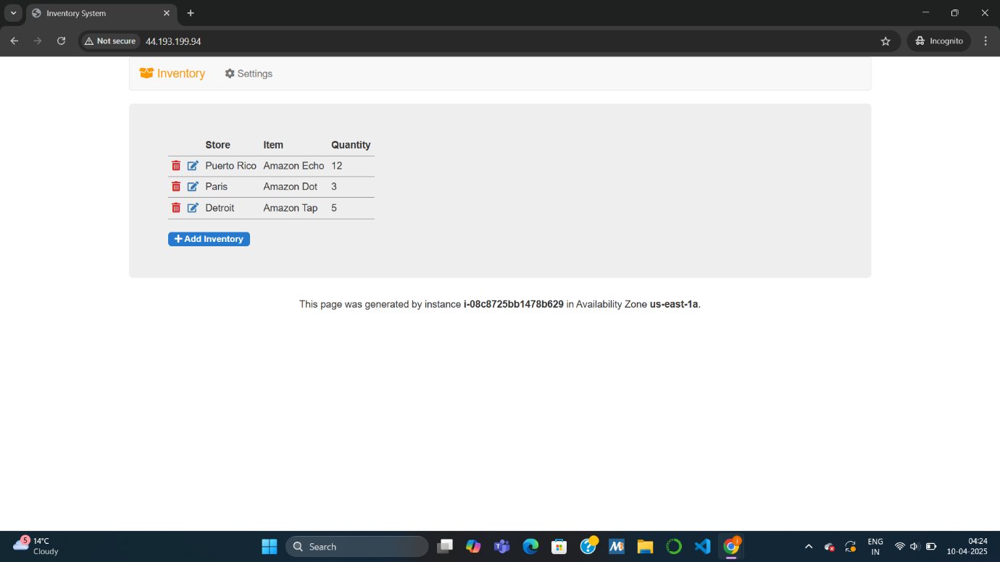 Inventory System
Not secure 44.193.199.94 Incognito
Inventory Settings
Store Item Quantity
Puerto Rico Amazon Echo 12
Paris Amazon Dot 3
Detroit Amazon Tap 5
Add Inventory
This page was generated by instance i-08c8725bb1478b629 in Availability Zone us-east-1a.
5 14°C
Cloudy
Search
ENG
IN
04:24
10-04-2025